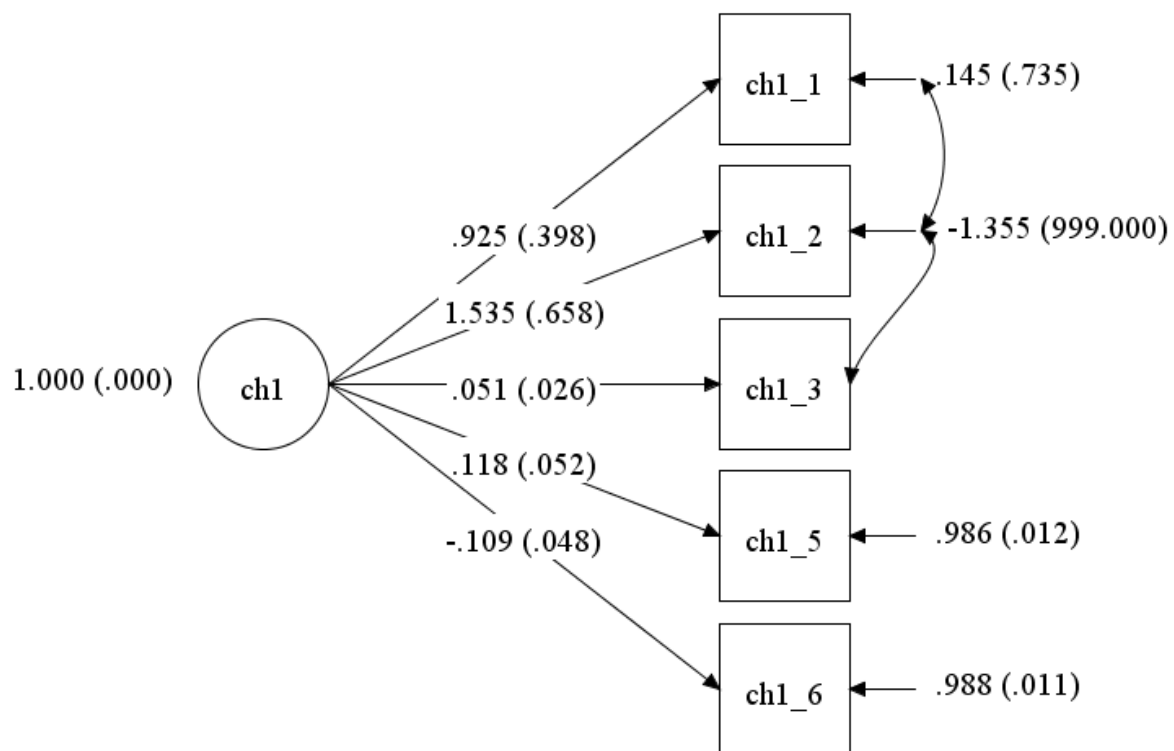 ch1_1
.145 (.735)
.925 (.398)
ch1_2
-1.355 (999.000)
1.535 (.658)
1.000 (.000)
ch1
.051 (.026)
ch1_3
.118 (.052)
ch1_5
.986 (.012)
-.109 (.048)
ch1_6
.988 (.011)